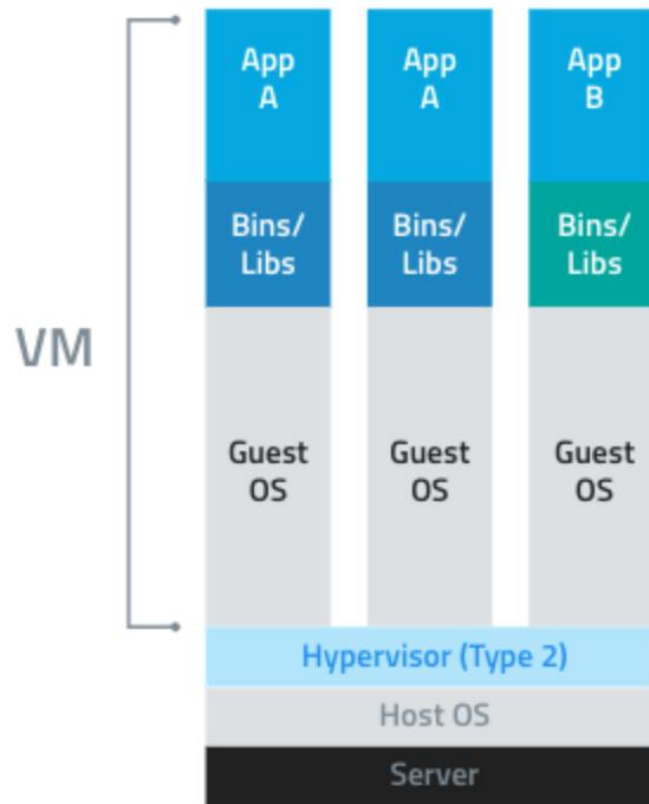 App
A
App
A
App
B
Bins/
Libs
Bins/
Libs
Bins/
Libs
VM
Guest
OS
Guest
OS
Guest
OS
Hypervisor (Type 2)
Host OS
Server